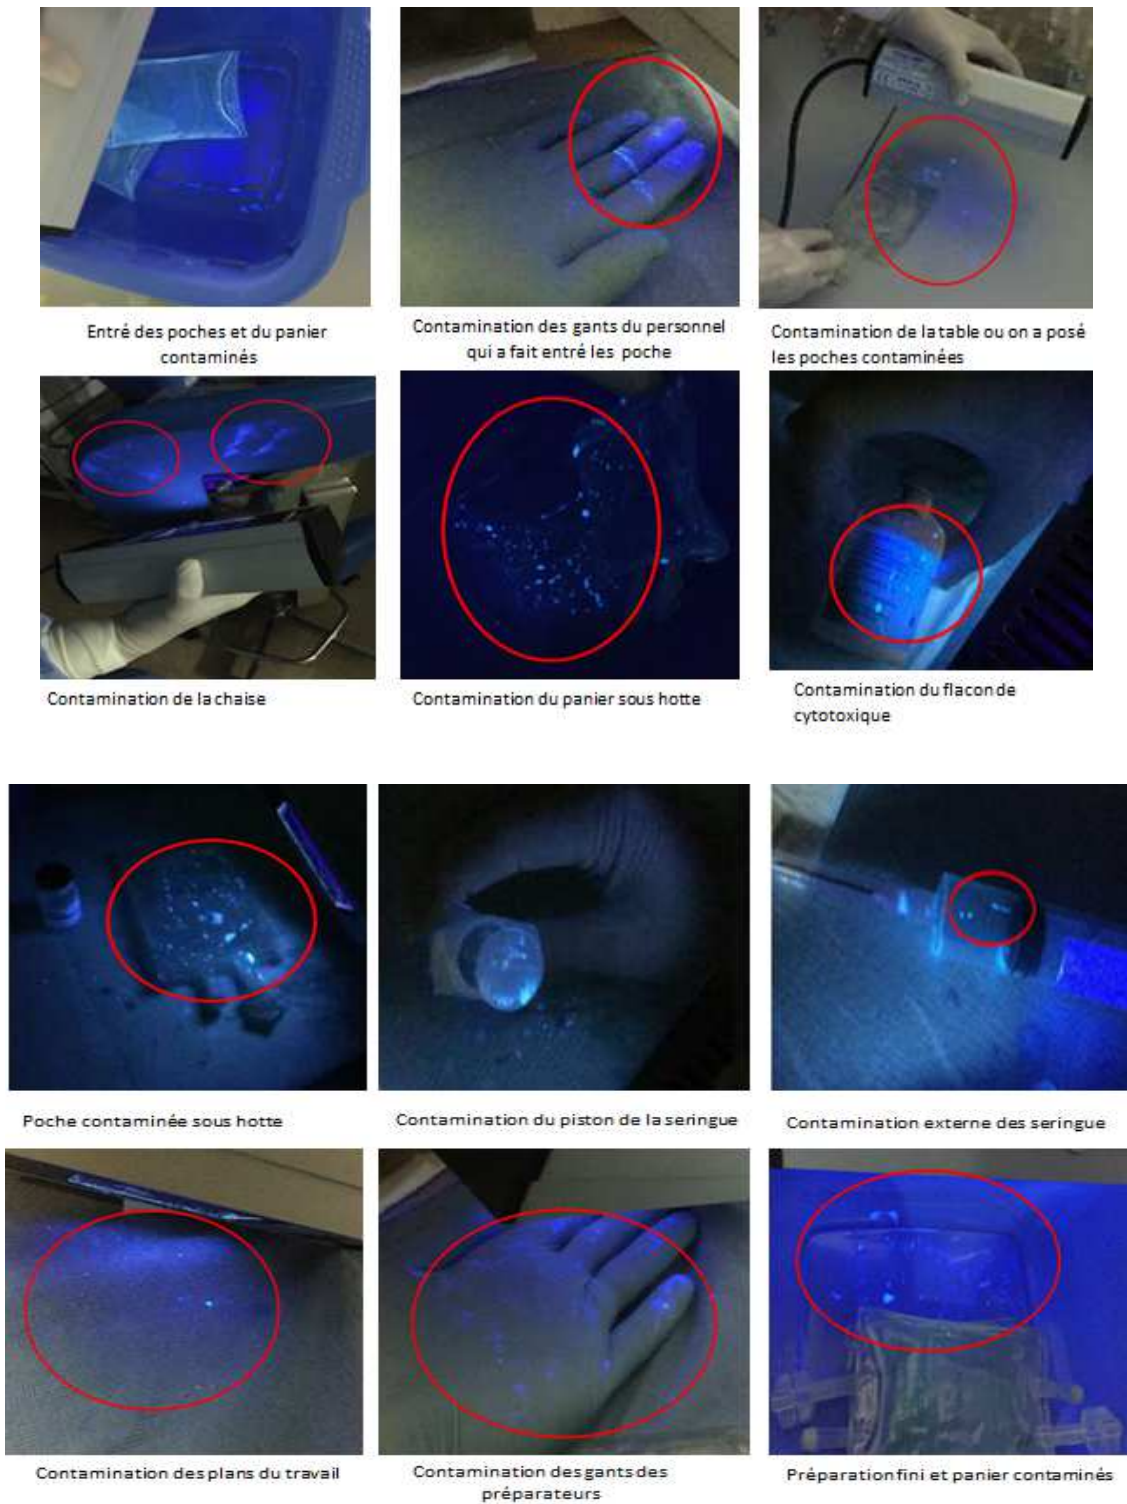 Entré des poches et du panier
contaminés
Contamination des gants du personnel
qui a fait entré les poche
Contamination de la table ou on a posé
les poches contaminées
Contamination de la chaise
Contamination du panier sous hotte
Contamination du flacon de
cytotoxique
Poche contaminée sous hotte
Contamination du piston de la seringue
Contamination externe des seringue
Contamination des plans du travail
Contamination des gants des
préparateurs
Préparation fini et panier contaminés